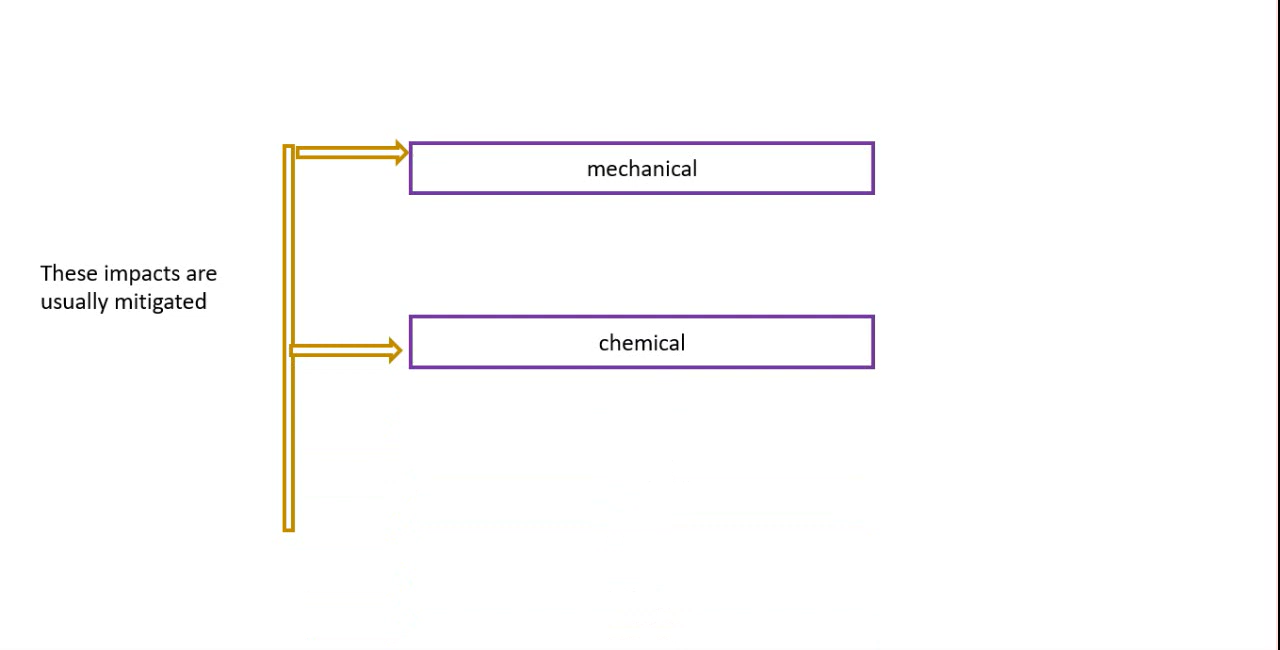 mechanical
These impacts are
usually mitigated
chemical